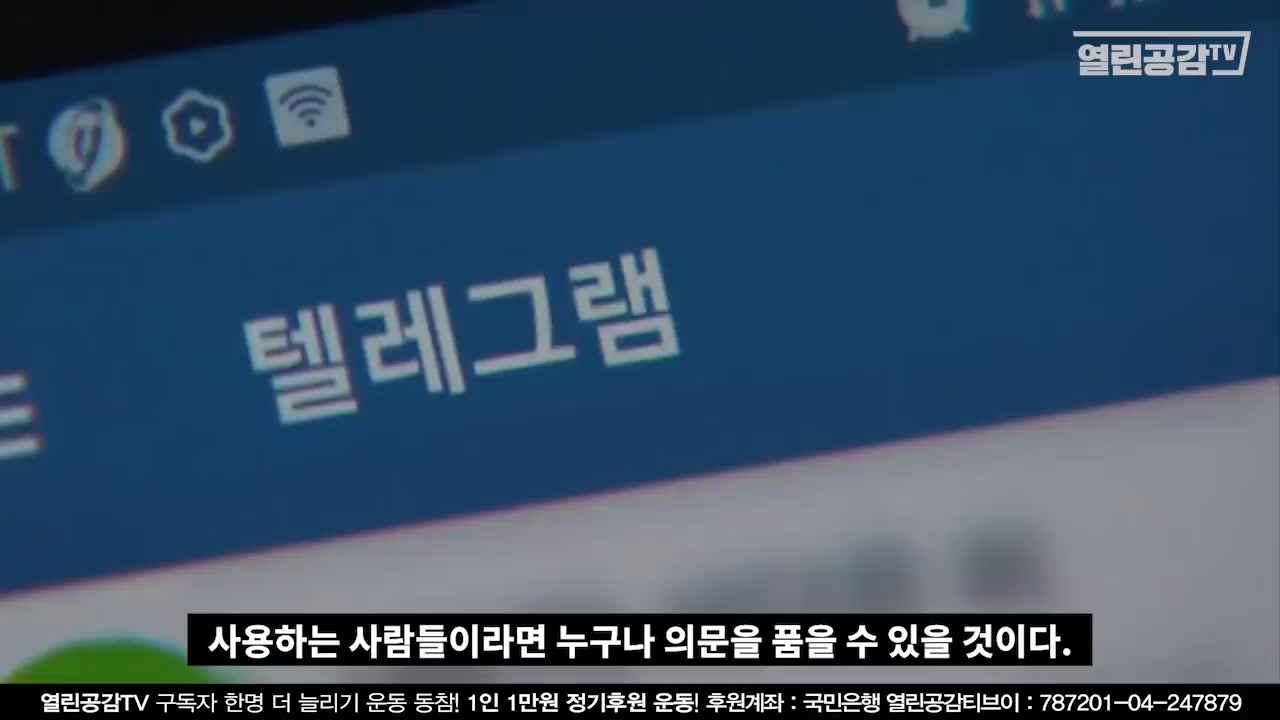 열린공감TV
텔레그램
사용하는 사람들이라면 누구나 의문을 품을 수 있을 것이다.
열린공감TV 구독자 한명 더 늘리기 운동 동참! 1인 1만원 정기후원 운동! 후원계좌 : 국민은행 열린공감티브이 : 787201-04-247879